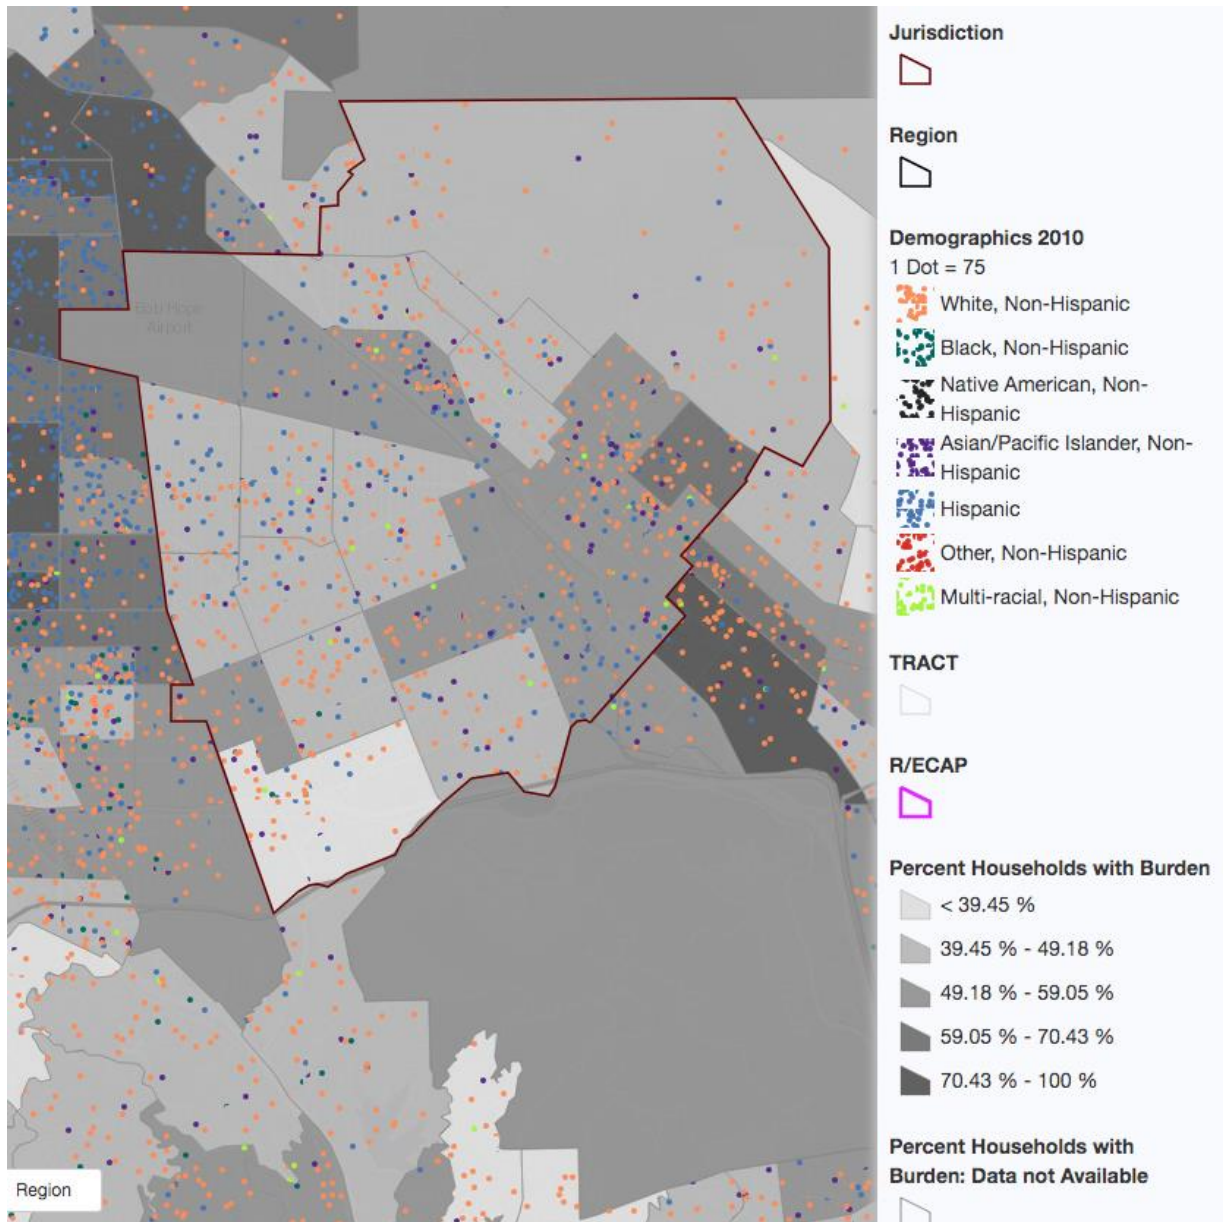 Bob Hope
Airport
Region
Jurisdiction
Region
Demographics 2010
1 Dot = 75
White, Non-Hispanic
Black, Non-Hispanic
Native American, Non-
Hispanic
Asian/Pacific Islander, Non-
Hispanic
Hispanic
Other, Non-Hispanic
Multi-racial, Non-Hispanic
TRACT
R/ECAP
Percent Households with Burden
< 39.45 %
39.45 % - 49.18 %
49.18 % - 59.05 %
59.05 % - 70.43 %
70.43 % - 100 %
Percent Households with
Burden: Data not Available